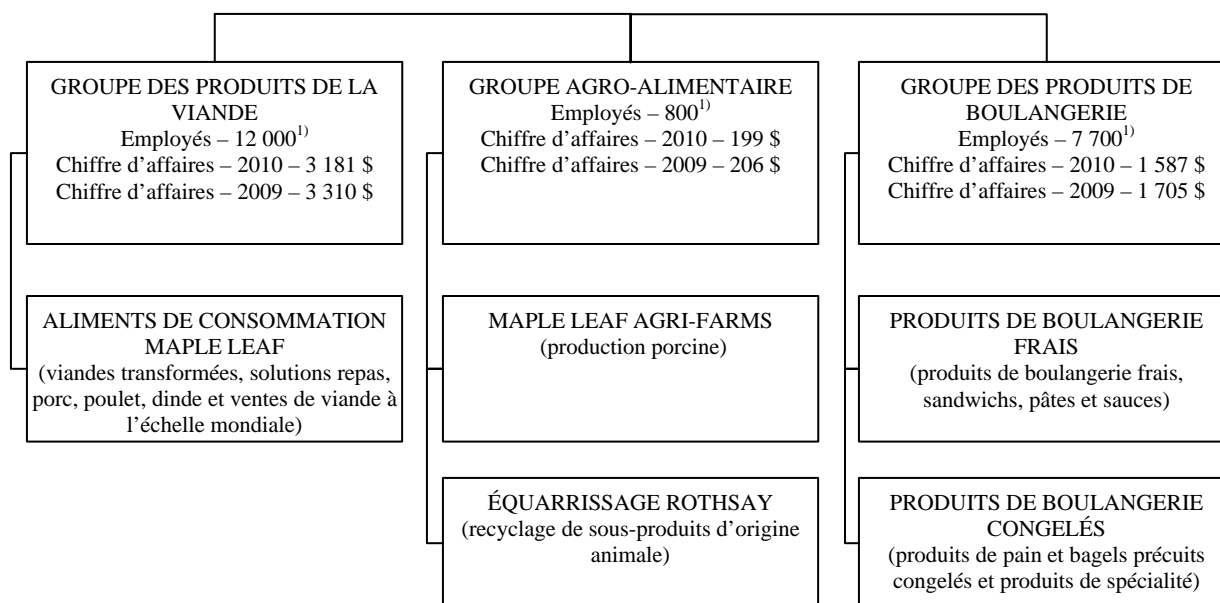 GROUPE DES PRODUITS DE LA
VIANDE
Employés – 12 000¹⁾
Chiffre d’affaires – 2010 – 3 181 $
Chiffre d’affaires – 2009 – 3 310 $
GROUPE AGRO-ALIMENTAIRE
Employés – 800¹⁾
Chiffre d’affaires – 2010 – 199 $
Chiffre d’affaires – 2009 – 206 $
GROUPE DES PRODUITS DE
BOULANGERIE
Employés – 7 700¹⁾
Chiffre d’affaires – 2010 – 1 587 $
Chiffre d’affaires – 2009 – 1 705 $
ALIMENTS DE CONSOMMATION
MAPLE LEAF
(viandes transformées, solutions repas,
porc, poulet, dinde et ventes de viande à
l’échelle mondiale)
MAPLE LEAF AGRI-FARMS
(production porcine)
PRODUITS DE BOULANGERIE
FRAIS
(produits de boulangerie frais,
sandwichs, pâtes et sauces)
ÉQUARRISSAGE ROTHSAY
(recyclage de sous-produits d’origine
animale)
PRODUITS DE BOULANGERIE
CONGELÉS
(produits de pain et bagels précuits
congelés et produits de spécialité)